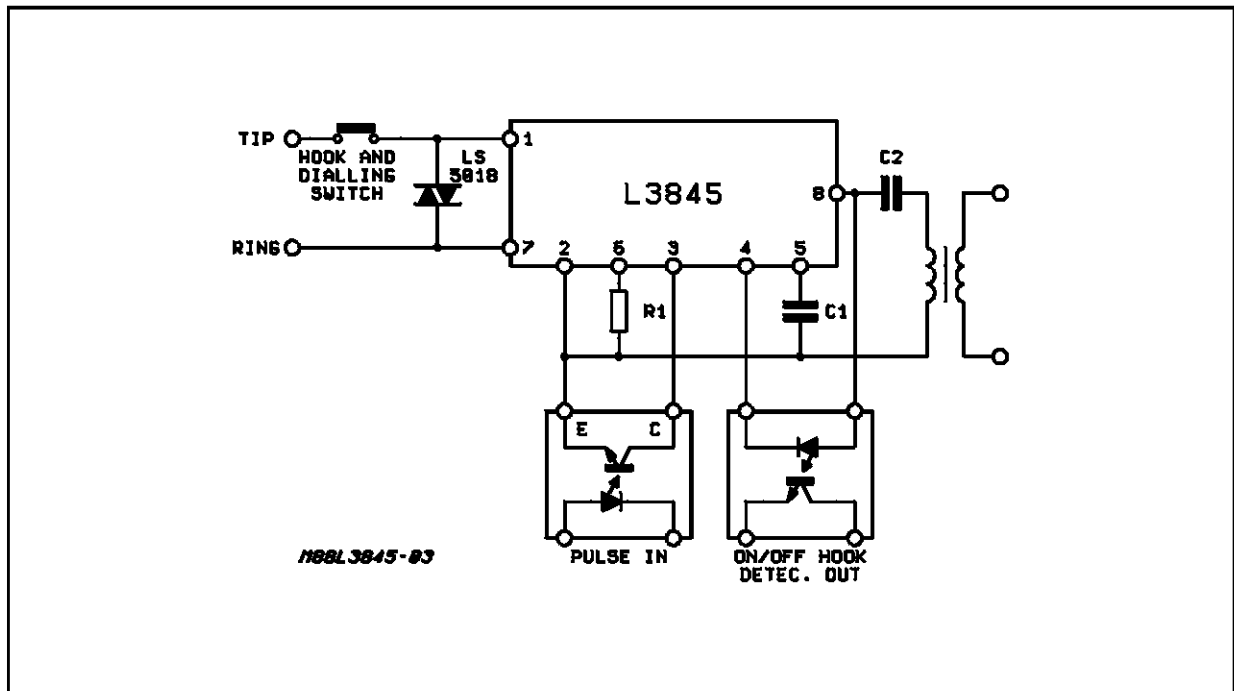 TIP
HOOK AND
DIALLING
SWITCH
LS
5018
RING
1
7
L3845
8
2
6
3
4
5
R1
C1
C2
E
C
PULSE IN
ON/OFF HOOK
DETEC. OUT
M88L3845-03